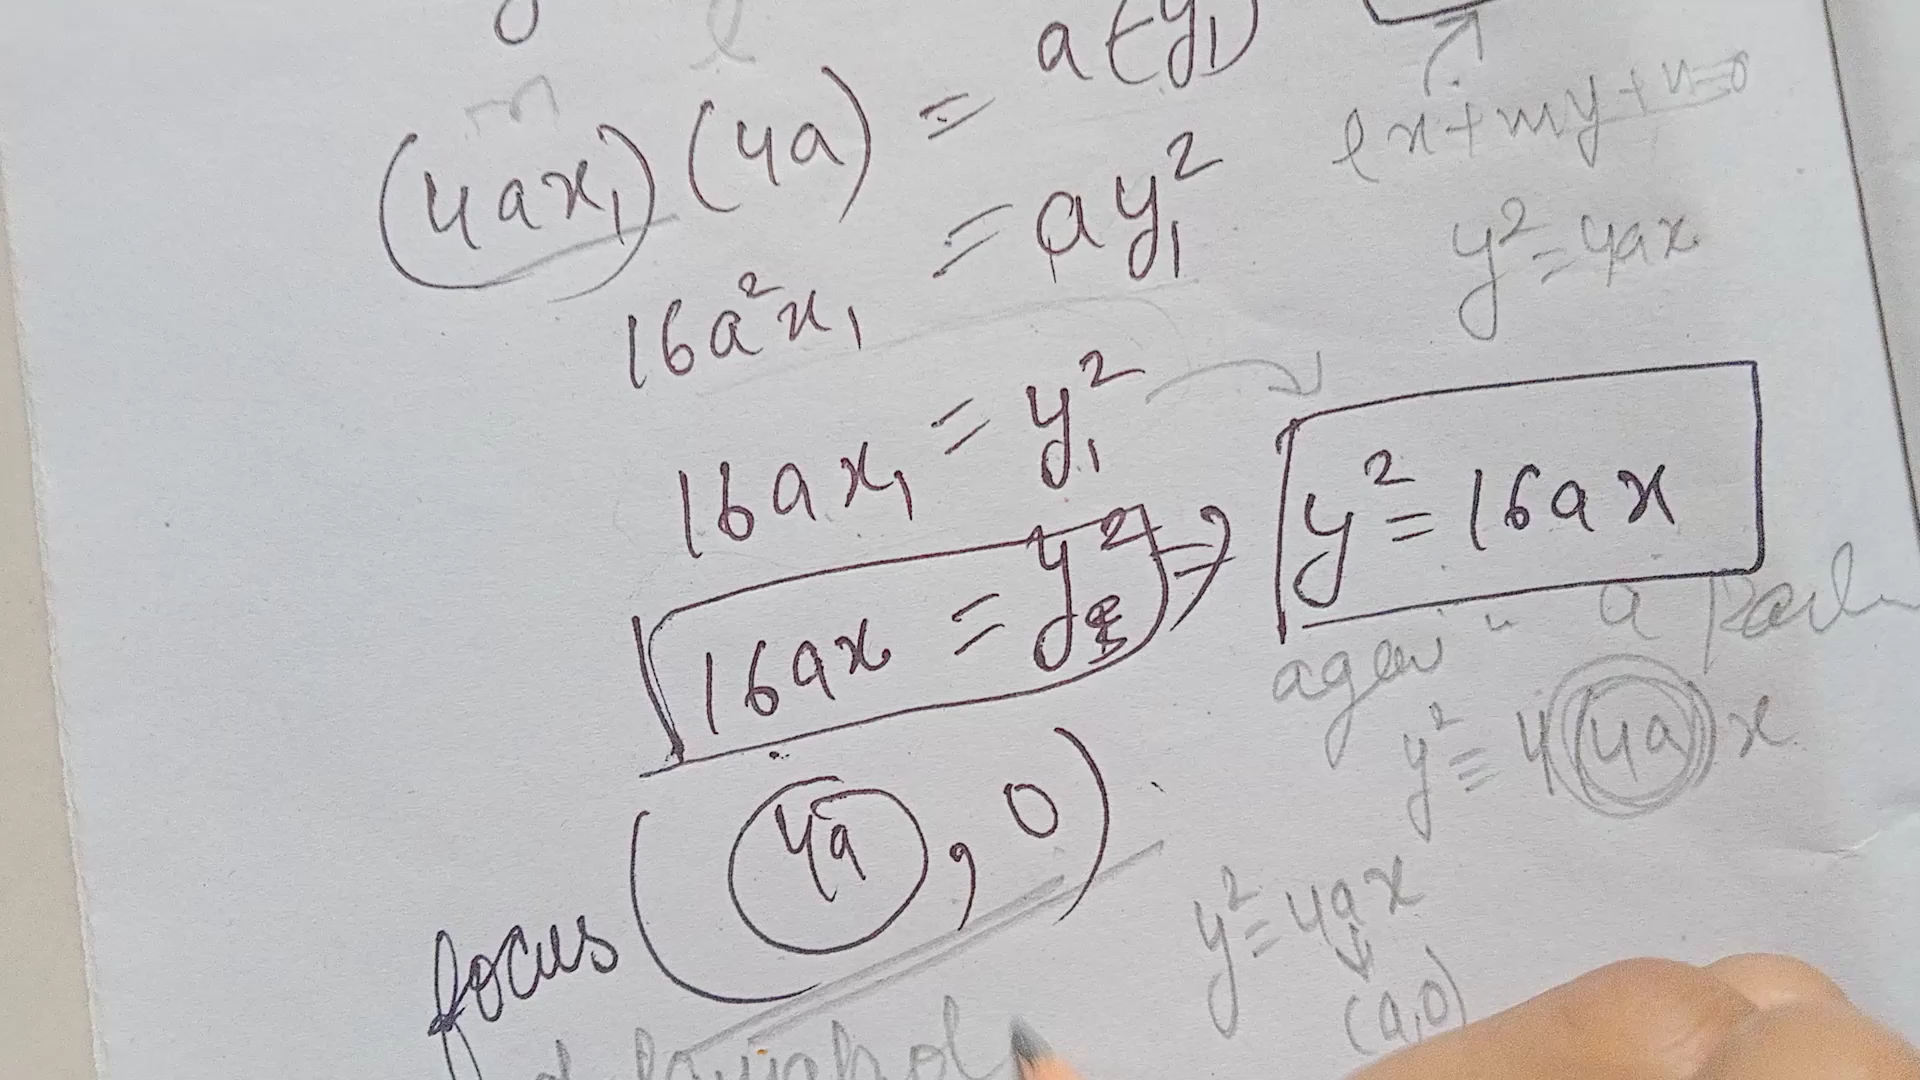 a(-y₁)
(4ax₁)(4a) =
lx+my+n=0
16a²x₁ = ay₁²
y²=4ax
16ax₁ = y₁²
16ax = y² ⇒ y² = 16ax
again a
y² = 4(4a)x
focus (4a, 0)
y² = 4ax
(a,0)